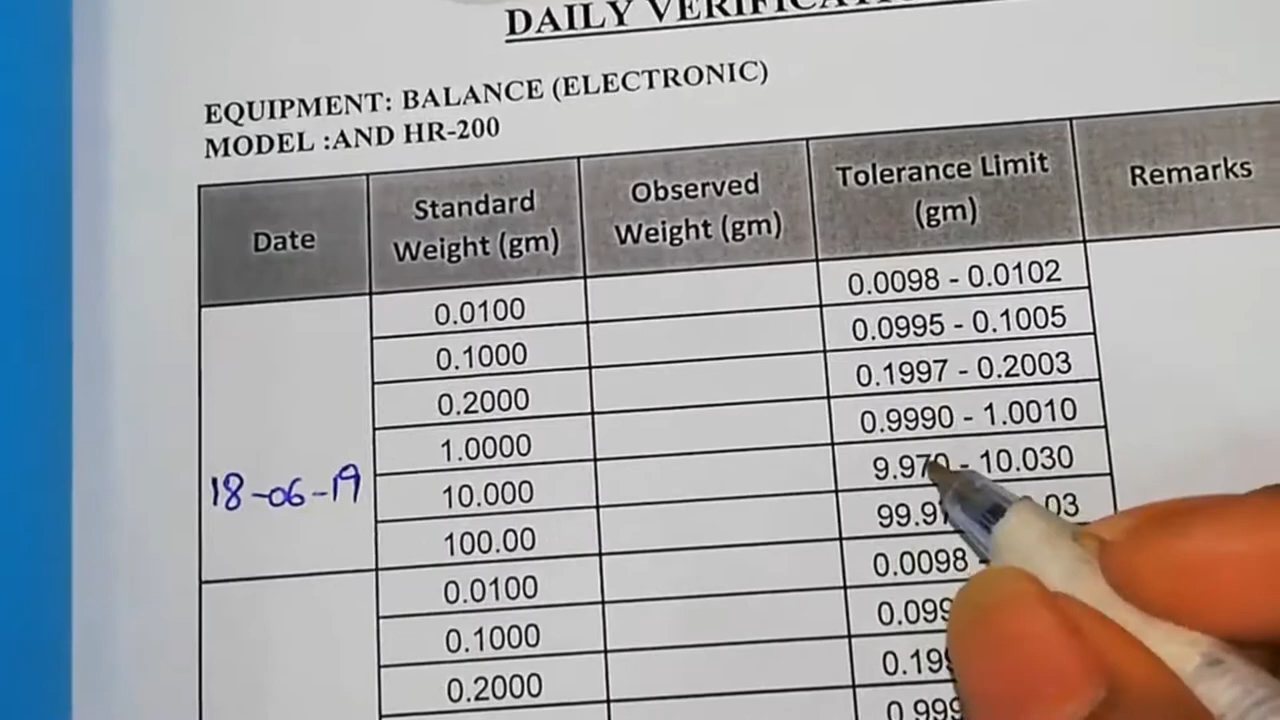 DAILY
EQUIPMENT: BALANCE (ELECTRONIC)
MODEL :AND HR-200
Date Standard Weight (gm) Observed Weight (gm) Tolerance Limit (gm) Remarks
0.0100 0.0098 - 0.0102
0.1000 0.0995 - 0.1005
0.2000 0.1997 - 0.2003
1.0000 0.9990 - 1.0010
18-06-19 10.000 9.970 - 10.030
100.00
0.0100 0.0098
0.1000
0.2000